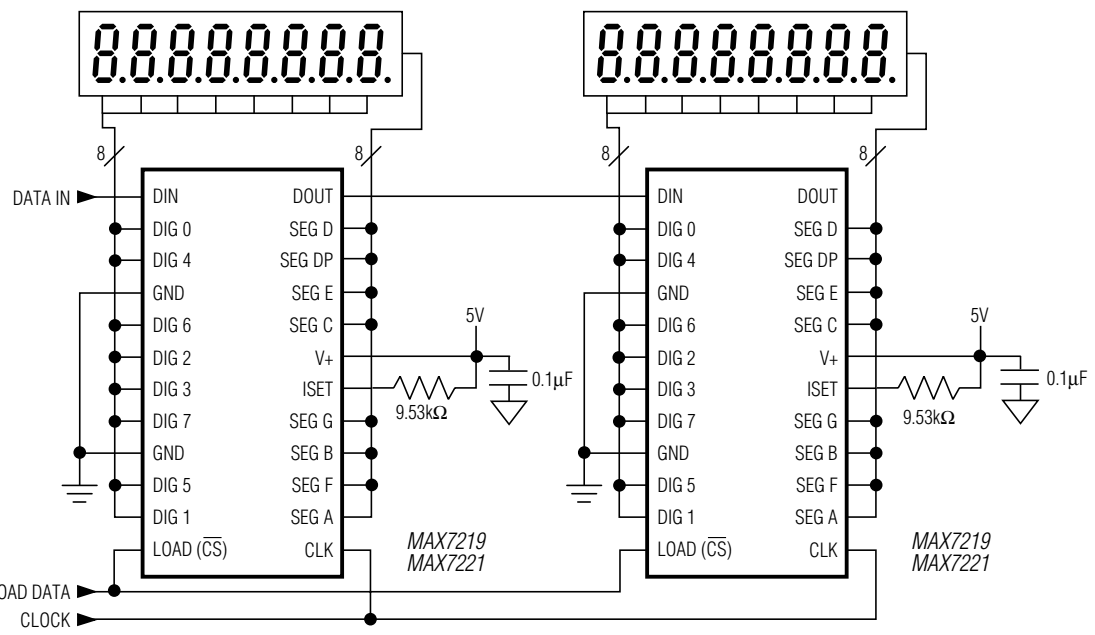 8
8
8
8
DATA IN
DIN
DOUT
DIG 0
SEG D
DIG 4
SEG DP
GND
SEG E
DIG 6
SEG C
DIG 2
V+
DIG 3
ISET
DIG 7
SEG G
GND
SEG B
DIG 5
SEG F
DIG 1
SEG A
LOAD (CS)
CLK
5V
0.1µF
9.53kΩ
MAX7219
MAX7221
DIN
DOUT
DIG 0
SEG D
DIG 4
SEG DP
GND
SEG E
DIG 6
SEG C
DIG 2
V+
DIG 3
ISET
DIG 7
SEG G
GND
SEG B
DIG 5
SEG F
DIG 1
SEG A
LOAD (CS)
CLK
5V
0.1µF
9.53kΩ
MAX7219
MAX7221
OAD DATA
CLOCK
8.8.8.8.8.8.8.8.
8.8.8.8.8.8.8.8.